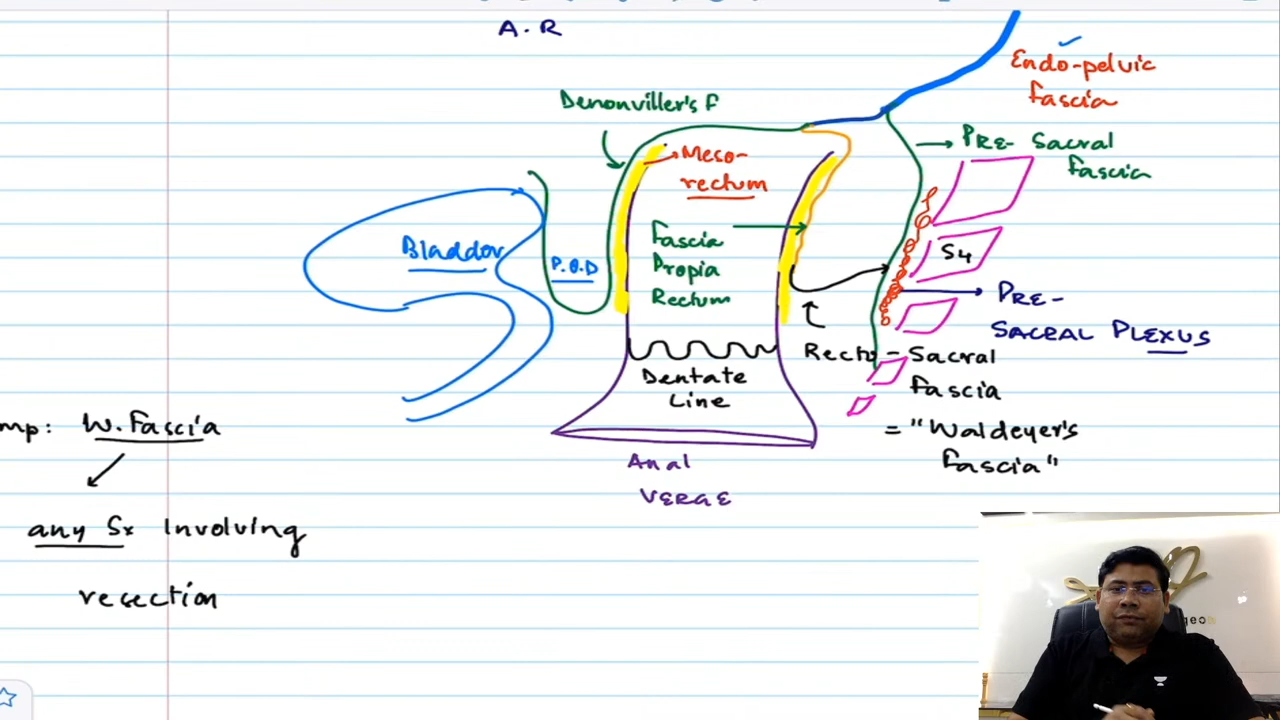 A.R
Endo-pelvic
fascia
Denonviller's f
PRE- Sacral
fascia
Meso-
rectum
Bladder
P.O.D
Fascia
Propia
Rectum
S4
PRE-
SACRAL PLEXUS
Recto-Sacral
fascia
= "Waldeyer's
fascia"
Dentate
Line
Anal
VERGE
mp: W. Fascia
any Sx Involving
resection